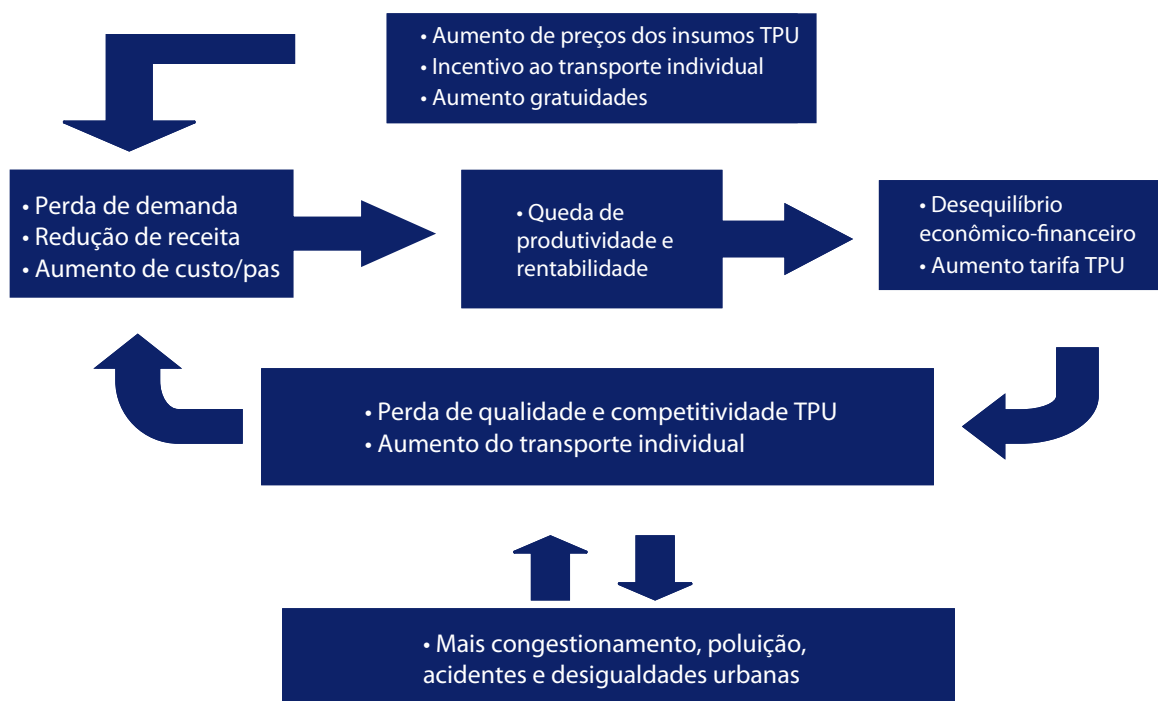 • Aumento de preços dos insumos TPU
• Incentivo ao transporte individual
• Aumento gratuidades
• Perda de demanda
• Redução de receita
• Aumento de custo/pas
• Queda de
produtividade e
rentabilidade
• Desequilíbrio
econômico-financeiro
• Aumento tarifa TPU
• Perda de qualidade e competitividade TPU
• Aumento do transporte individual
• Mais congestionamento, poluição,
acidentes e desigualdades urbanas